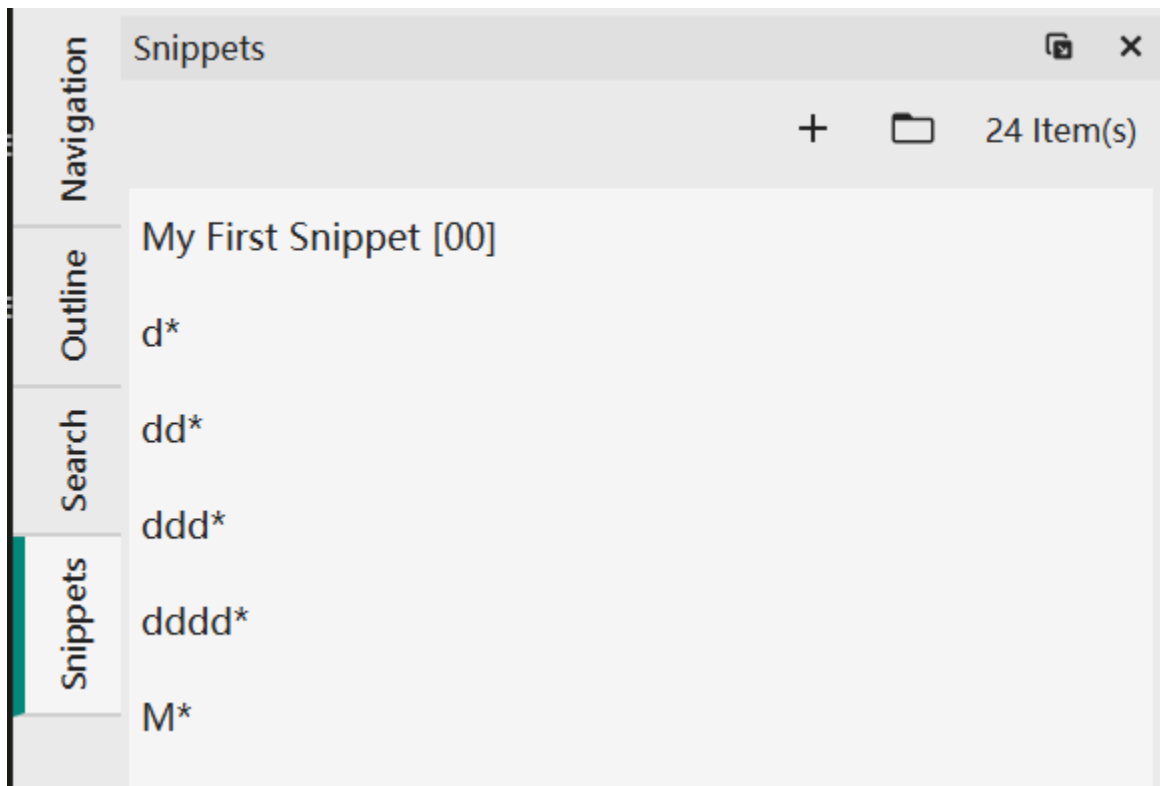 Snippets
24 Item(s)
Navigation
Outline
Search
Snippets
My First Snippet [00]
d*
dd*
ddd*
dddd*
M*